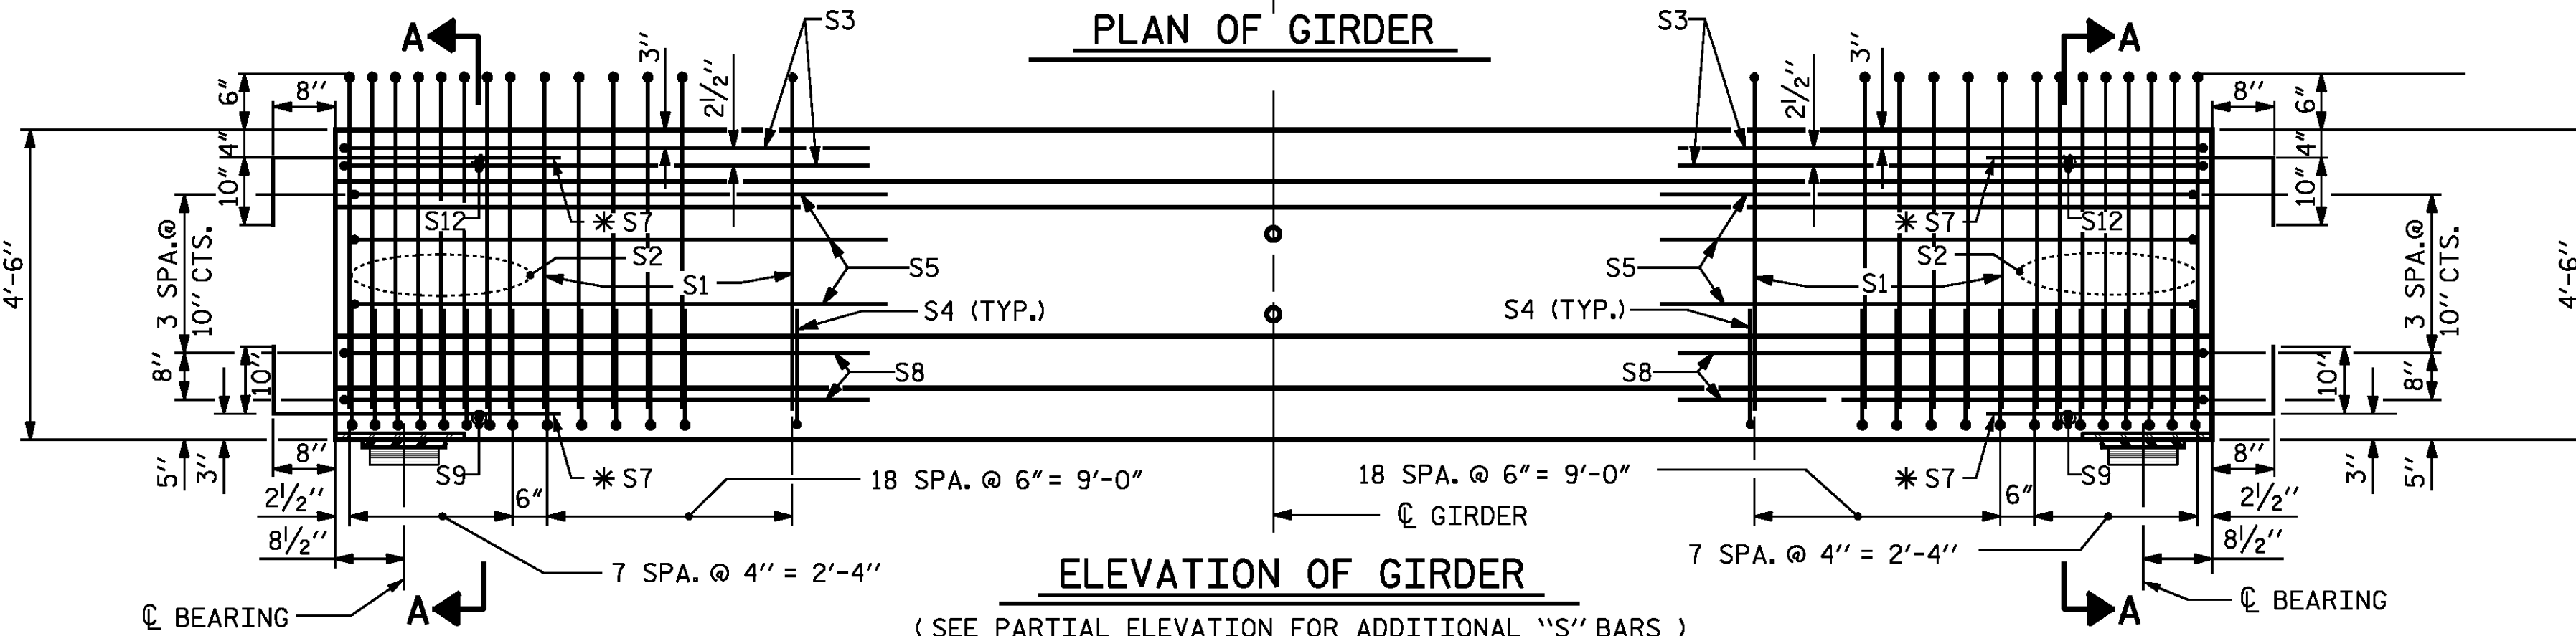 PLAN OF GIRDER
A
S3
S3
A
3"
2½"
3"
2½"
6"
8"
8"
6"
4"
4"
10"
10"
S12
✳ S7
✳ S7
S12
4'-6"
3 SPA.@
10" CTS.
S2
S1
S5
S5
S2
S1
3 SPA.@
10" CTS.
4'-6"
S4 (TYP.)
S4 (TYP.)
8"
10"
S8
S8
10"
8"
5"
3"
8"
S9
✳ S7
18 SPA. @ 6" = 9'-0"
18 SPA. @ 6" = 9'-0"
✳ S7
S9
8"
3"
5"
2½"
6"
℄ GIRDER
6"
2½"
8½"
7 SPA. @ 4" = 2'-4"
7 SPA. @ 4" = 2'-4"
8½"
℄ BEARING
A
ELEVATION OF GIRDER
A
℄ BEARING
( SEE PARTIAL ELEVATION FOR ADDITIONAL "S" BARS )